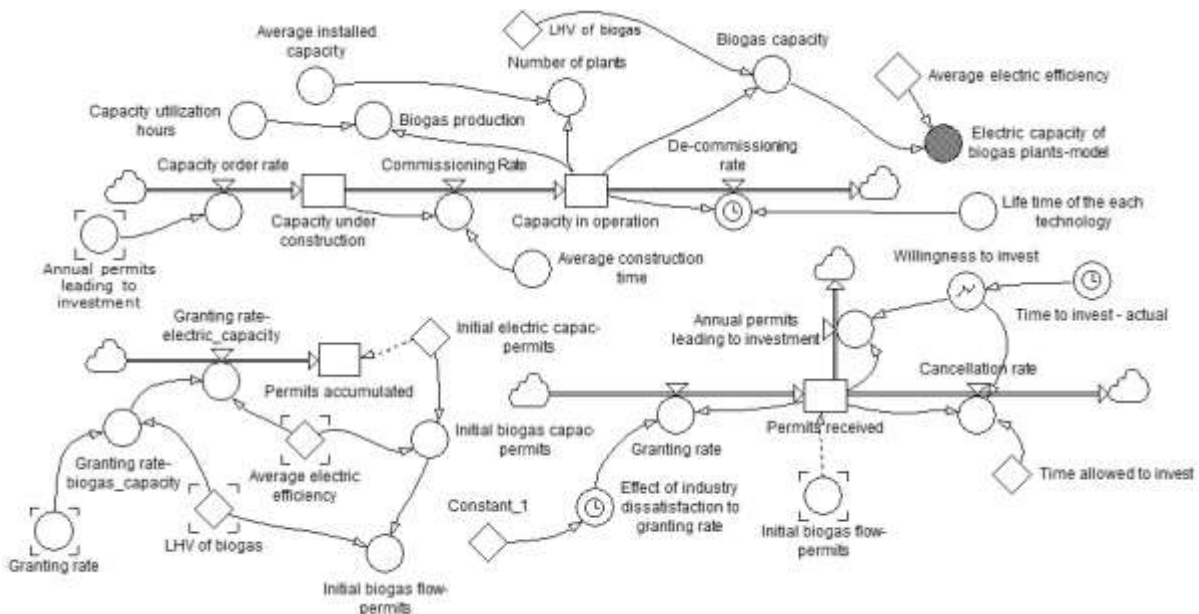 LHV of biogas
Average installed
capacity
Number of plants
Biogas capacity
Average electric efficiency
Capacity utilization
hours
Biogas production
Electric capacity of
biogas plants-model
Capacity order rate
Commissioning Rate
De-commissioning
rate
Capacity under
construction
Capacity in operation
Life time of the each
technology
Annual permits
leading to
investment
Average construction
time
Willingness to invest
Time to invest - actual
Granting rate-
electric_capacity
Initial electric capac-
permits
Annual permits
leading to investment
Cancellation rate
Permits accumulated
Permits received
Granting rate-
biogas_capacity
Average electric
efficiency
Initial biogas capac-
permits
Granting rate
Time allowed to invest
Constant_1
Effect of industry
dissatisfaction to
granting rate
Initial biogas flow-
permits
LHV of biogas
Granting rate
Initial biogas flow-
permits